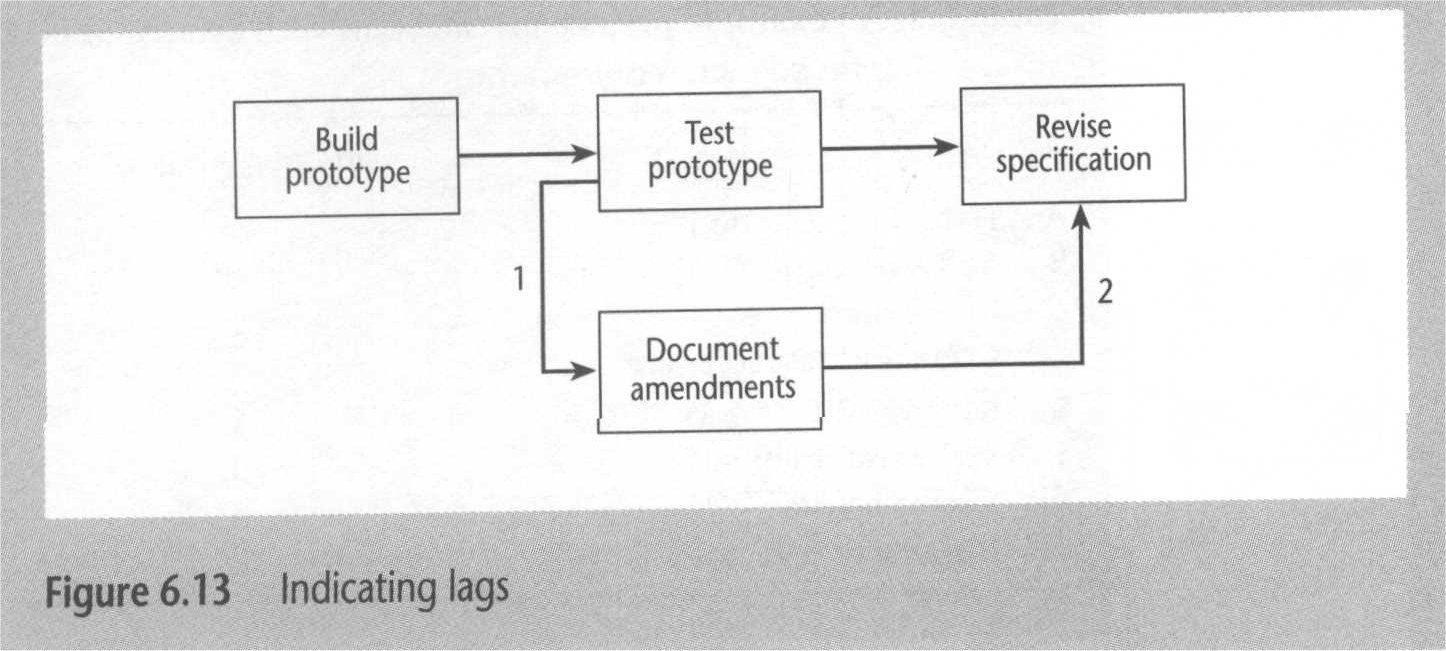 Build
prototype
Test
prototype
Revise
specification
1
2
Document
amendments
Figure 6.13 Indicating lags